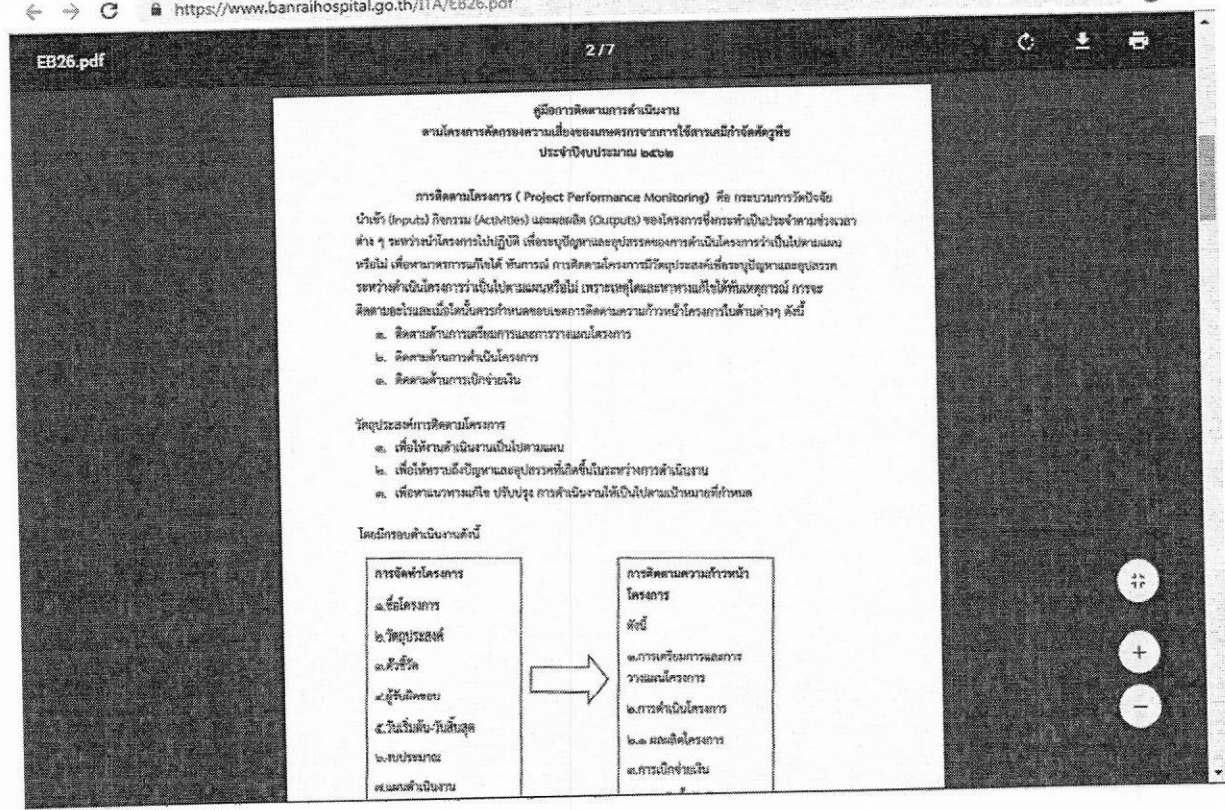 https://www.banraihospital.go.th/ITA/EB26.pdf
EB26.pdf
2 / 7
คู่มือการติดตามการดำเนินงาน
ตามโครงการคัดกรองความเสี่ยงของเกษตรกรจากการใช้สารเคมีกำจัดศัตรูพืช
ประจำปีงบประมาณ ๒๕๖๒
การติดตามโครงการ ( Project Performance Monitoring) คือ กระบวนการวัดปัจจัย
นำเข้า (Inputs) กิจกรรม (Activities) และผลผลิต (Outputs) ของโครงการซึ่งกระทำเป็นประจำตามช่วงเวลา
ต่าง ๆ ระหว่างนำโครงการไปปฏิบัติ เพื่อระบุปัญหาและอุปสรรคของการดำเนินโครงการว่าเป็นไปตามแผน
หรือไม่ เพื่อหามาตรการแก้ไขได้ ทันการณ์ การติดตามโครงการมีวัตถุประสงค์เพื่อระบุปัญหาและอุปสรรค
ระหว่างดำเนินโครงการว่าเป็นไปตามแผนหรือไม่ เพราะเหตุใดและหาทางแก้ไขได้ทันเหตุการณ์ การจะ
ติดตามอะไรและเมื่อใดนั้นควรกำหนดขอบเขตการติดตามความก้าวหน้าโครงการในด้านต่างๆ ดังนี้
๑. ติดตามด้านการเตรียมการและการวางแผนโครงการ
๒. ติดตามด้านการดำเนินโครงการ
๓. ติดตามด้านการเบิกจ่ายเงิน
วัตถุประสงค์การติดตามโครงการ
๑. เพื่อให้งานดำเนินงานเป็นไปตามแผน
๒. เพื่อให้ทราบถึงปัญหาและอุปสรรคที่เกิดขึ้นในระหว่างการดำเนินงาน
๓. เพื่อหาแนวทางแก้ไข ปรับปรุง การดำเนินงานให้เป็นไปตามเป้าหมายที่กำหนด
โดยมีกรอบดำเนินงานดังนี้
การจัดทำโครงการ
๑.ชื่อโครงการ
๒.วัตถุประสงค์
๓.ตัวชี้วัด
๔.ผู้รับผิดชอบ
๕.วันเริ่มต้น-วันสิ้นสุด
๖.งบประมาณ
๗.แผนดำเนินงาน
การติดตามความก้าวหน้า
โครงการ
ดังนี้
๑.การเตรียมการและการ
วางแผนโครงการ
๒.การดำเนินโครงการ
๒.๑ ผลผลิตโครงการ
๓.การเบิกจ่ายเงิน